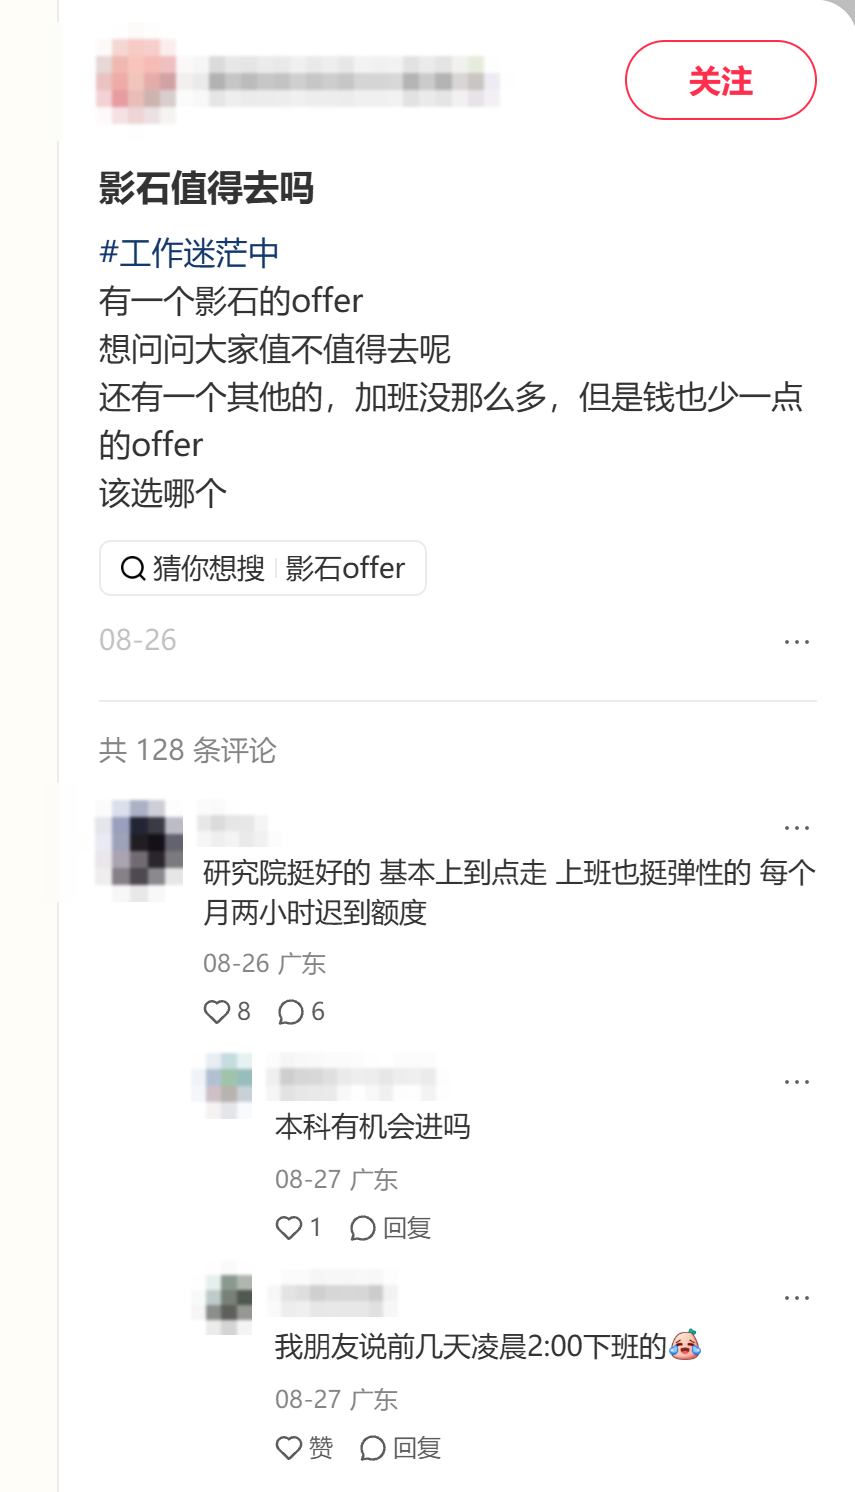 关注
影石值得去吗
#工作迷茫中
有一个影石的offer
想问问大家值不值得去呢
还有一个其他的，加班没那么多，但是钱也少一点
的offer
该选哪个
猜你想搜 影石offer
08-26
共 128 条评论
研究院挺好的 基本上到点走 上班也挺弹性的 每个
月两小时迟到额度
08-26 广东
8 6
本科有机会进吗
08-27 广东
1 回复
我朋友说前几天凌晨2:00下班的
08-27 广东
赞 回复